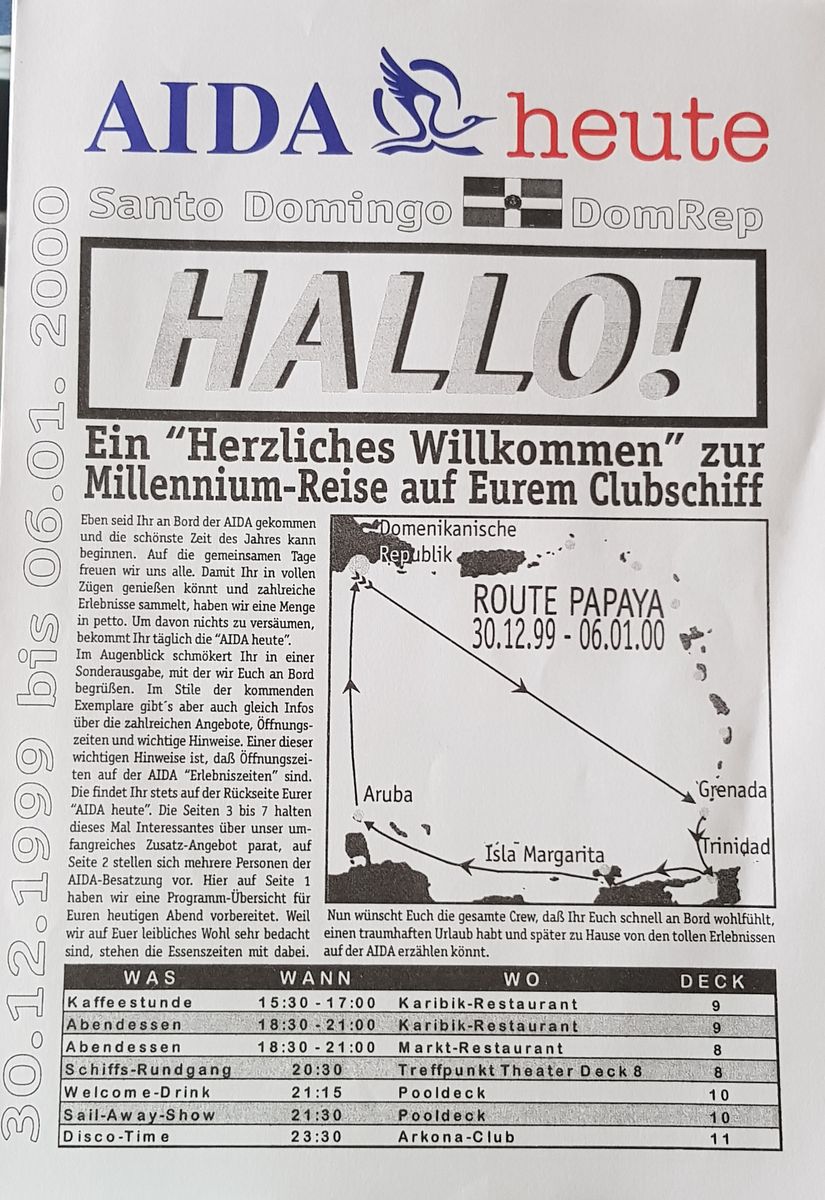 AIDA heute
Santo Domingo DomRep
30.12.1999 bis 06.01. 2000
HALLO!
Ein “Herzliches Willkommen” zur
Millennium-Reise auf Eurem Clubschiff
Eben seid Ihr an Bord der AIDA gekommen
und die schönste Zeit des Jahres kann
beginnen. Auf die gemeinsamen Tage
freuen wir uns alle. Damit Ihr in vollen
Zügen genießen könnt und zahlreiche
Erlebnisse sammelt, haben wir eine Menge
in petto. Um davon nichts zu versäumen,
bekommt Ihr täglich die “AIDA heute”.
Im Augenblick schmökert Ihr in einer
Sonderausgabe, mit der wir Euch an Bord
begrüßen. Im Stile der kommenden
Exemplare gibt´s aber auch gleich Infos
über die zahlreichen Angebote, Öffnungs-
zeiten und wichtige Hinweise. Einer dieser
wichtigen Hinweise ist, daß Öffnungszei-
ten auf der AIDA “Erlebniszeiten” sind.
Die findet Ihr stets auf der Rückseite Eurer
“AIDA heute”. Die Seiten 3 bis 7 halten
dieses Mal Interessantes über unser um-
fangreiches Zusatz-Angebot parat, auf
Seite 2 stellen sich mehrere Personen der
AIDA-Besatzung vor. Hier auf Seite 1
haben wir eine Programm-Übersicht für
Euren heutigen Abend vorbereitet. Weil
wir auf Euer leibliches Wohl sehr bedacht
sind, stehen die Essenszeiten mit dabei.
Domenikanische
Republik
ROUTE PAPAYA
30.12.99 - 06.01.00
Aruba
Grenada
Trinidad
Isla Margarita
Nun wünscht Euch die gesamte Crew, daß Ihr Euch schnell an Bord wohlfühlt,
einen traumhaften Urlaub habt und später zu Hause von den tollen Erlebnissen
auf der AIDA erzählen könnt.
WAS WANN WO DECK
Kaffeestunde 15:30 - 17:00 Karibik-Restaurant 9
Abendessen 18:30 - 21:00 Karibik-Restaurant 9
Abendessen 18:30 - 21:00 Markt-Restaurant 8
Schiffs-Rundgang 20:30 Treffpunkt Theater Deck 8 8
Welcome-Drink 21:15 Pooldeck 10
Sail-Away-Show 21:30 Pooldeck 10
Disco-Time 23:30 Arkona-Club 11